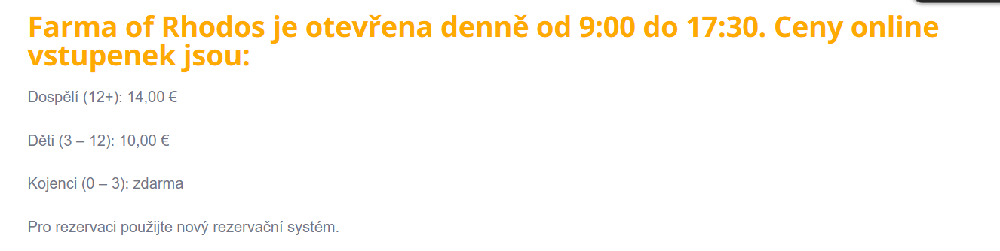 Farma of Rhodos je otevřena denně od 9:00 do 17:30. Ceny online
vstupenek jsou:
Dospělí (12+): 14,00 €
Děti (3 – 12): 10,00 €
Kojenci (0 – 3): zdarma
Pro rezervaci použijte nový rezervační systém.